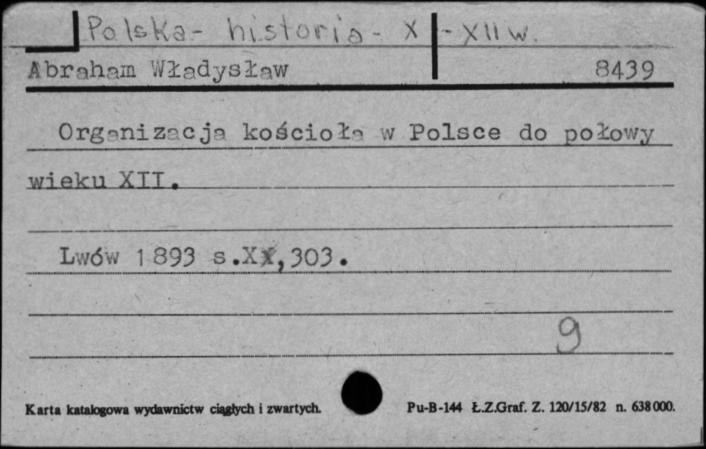 Polska - historia - X - XII w.
Abraham Władysław 8439
Organizacja kościoła w Polsce do połowy
wieku XII.
Lwów 1893 s.XX,303.
9
Karta katalogowa wydawnictw ciągłych i zwartych. Pu-B-144 Ł.Z.Graf. Z. 120/15/82 n. 638000.